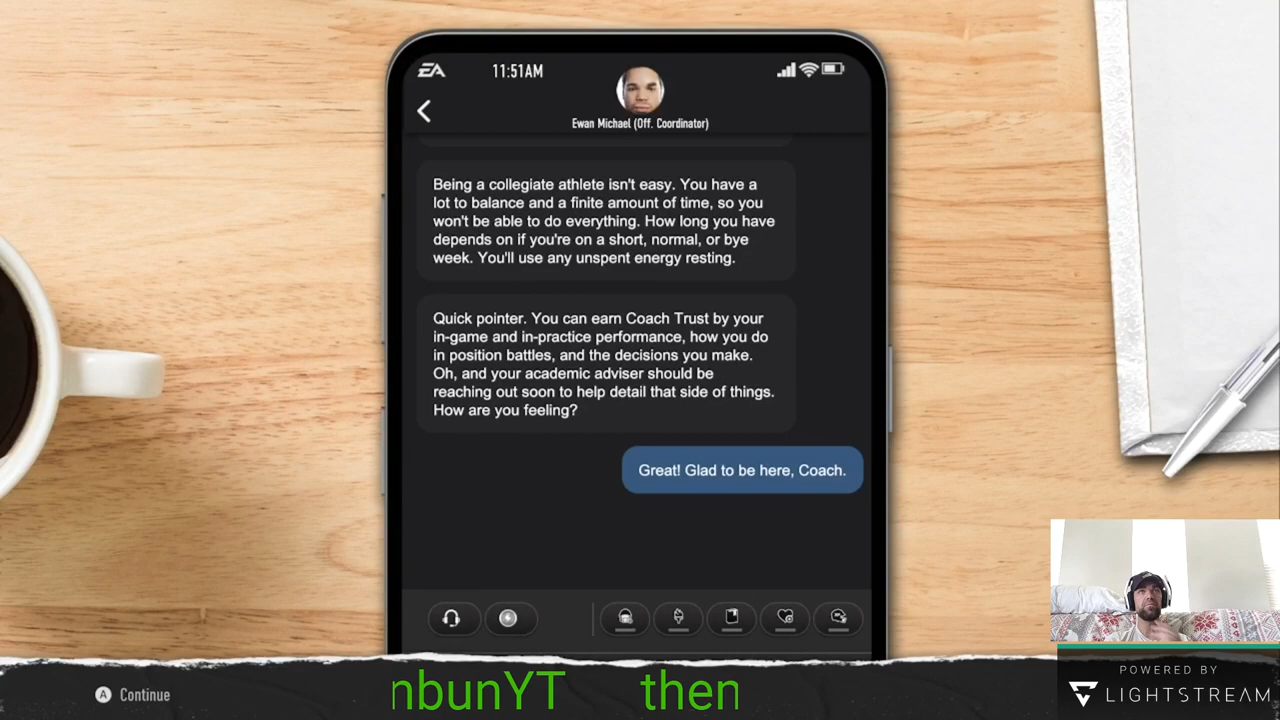 EA
11:51AM
Ewan Michael (Off. Coordinator)
Being a collegiate athlete isn't easy. You have a
lot to balance and a finite amount of time, so you
won't be able to do everything. How long you have
depends on if you're on a short, normal, or bye
week. You'll use any unspent energy resting.
Quick pointer. You can earn Coach Trust by your
in-game and in-practice performance, how you do
in position battles, and the decisions you make.
Oh, and your academic adviser should be
reaching out soon to help detail that side of things.
How are you feeling?
Great! Glad to be here, Coach.
A Continue
nbunYT then
POWERED BY
LIGHTSTREAM